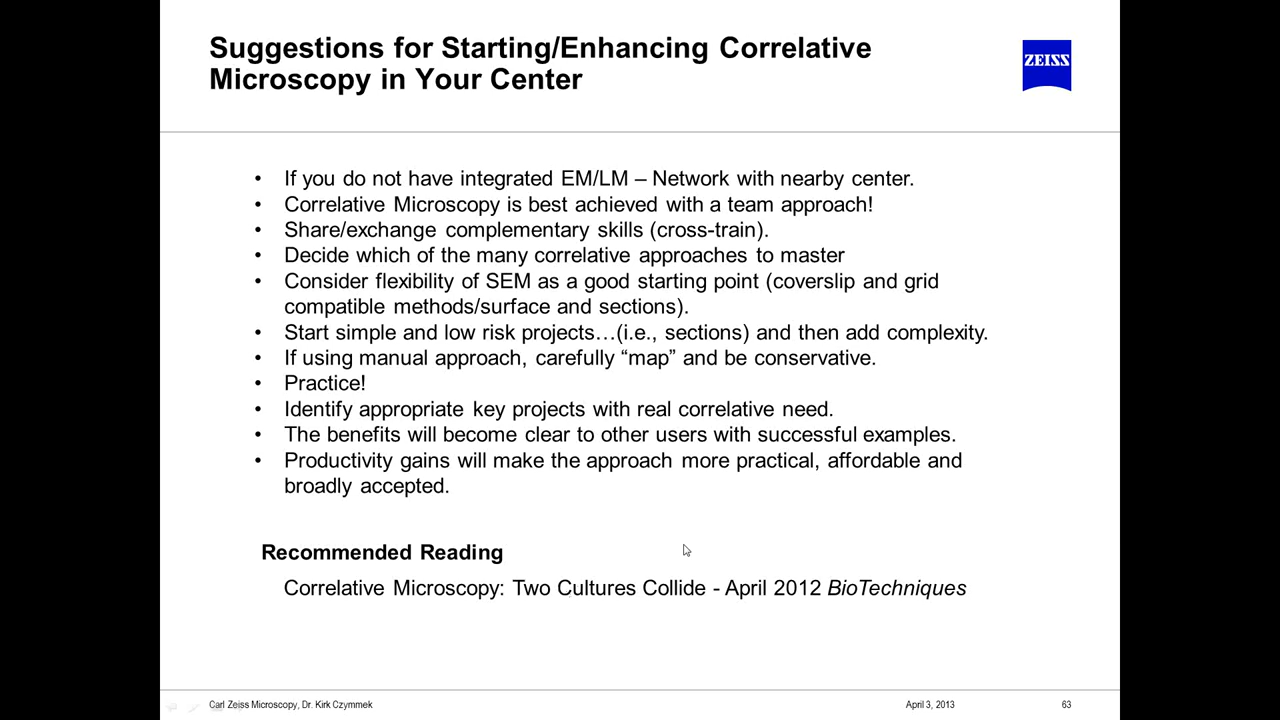 Suggestions for Starting/Enhancing Correlative
Microscopy in Your Center
ZEISS
• If you do not have integrated EM/LM – Network with nearby center.
• Correlative Microscopy is best achieved with a team approach!
• Share/exchange complementary skills (cross-train).
• Decide which of the many correlative approaches to master
• Consider flexibility of SEM as a good starting point (coverslip and grid
compatible methods/surface and sections).
• Start simple and low risk projects…(i.e., sections) and then add complexity.
• If using manual approach, carefully “map” and be conservative.
• Practice!
• Identify appropriate key projects with real correlative need.
• The benefits will become clear to other users with successful examples.
• Productivity gains will make the approach more practical, affordable and
broadly accepted.
Recommended Reading
Correlative Microscopy: Two Cultures Collide - April 2012 BioTechniques
Carl Zeiss Microscopy, Dr. Kirk Czymmek April 3, 2013 63